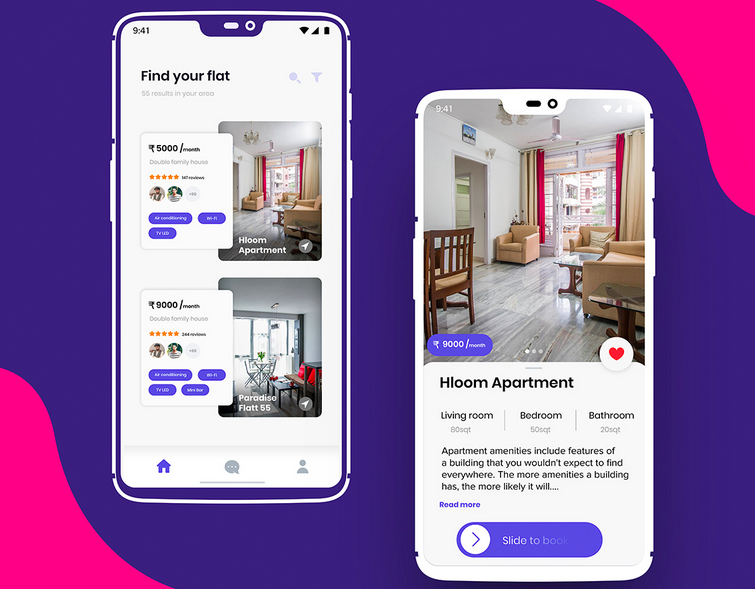 9:41
Find your flat
55 results in your area
₹ 5000 /month
Double family house
147 reviews
+86
Air conditioning
Wi-Fi
TV LED
Hloom
Apartment
₹ 9000 /month
Double family house
244 reviews
+86
Air conditioning
Wi-Fi
TV LED
Mini Bar
Paradise
Flatt 55
9:41
₹ 9000 /month
Hloom Apartment
Living room
Bedroom
Bathroom
80sqt
50sqt
20sqt
Apartment amenities include features of
a building that you wouldn't expect to find
everywhere. The more amenities a building
has, the more likely it will....
Read more
Slide to book